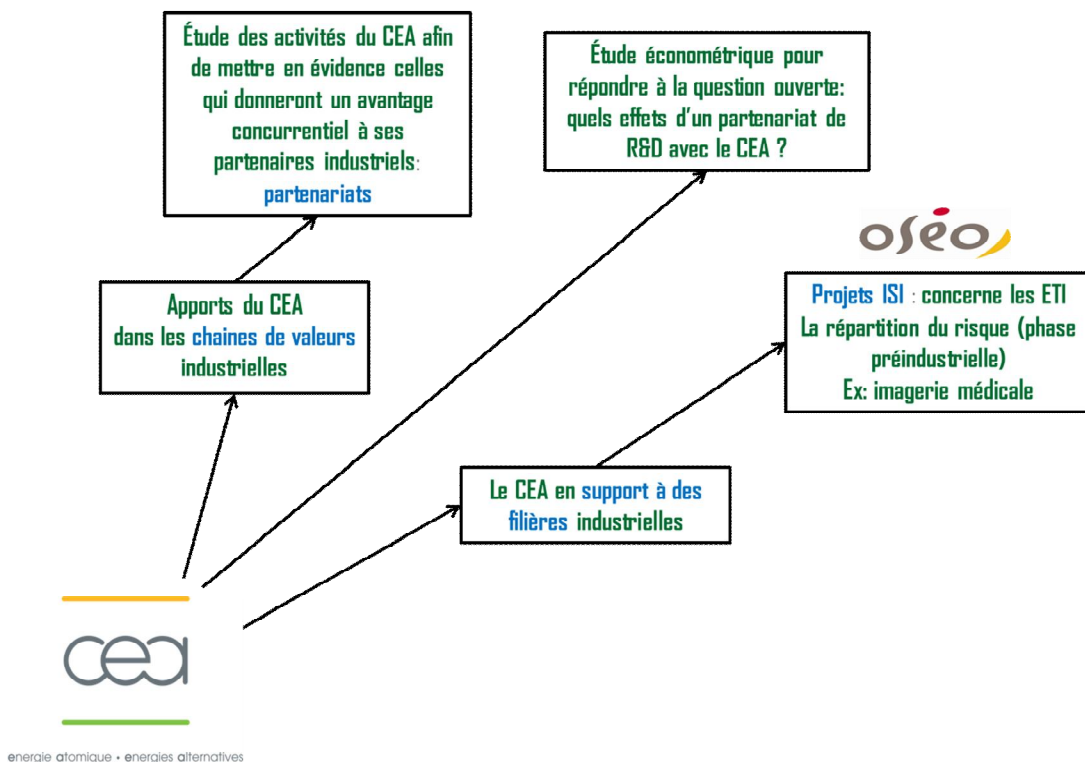 Étude des activités du CEA afin
de mettre en évidence celles
qui donneront un avantage
concurrentiel à ses
partenaires industriels:
partenariats
Étude économétrique pour
répondre à la question ouverte:
quels effets d'un partenariat de
R&D avec le CEA ?
oséo
Apports du CEA
dans les chaines de valeurs
industrielles
Projets ISI : concerne les ETI
La répartition du risque (phase
préindustrielle)
Ex: imagerie médicale
Le CEA en support à des
filières industrielles
cea
energie atomique • energies alternatives